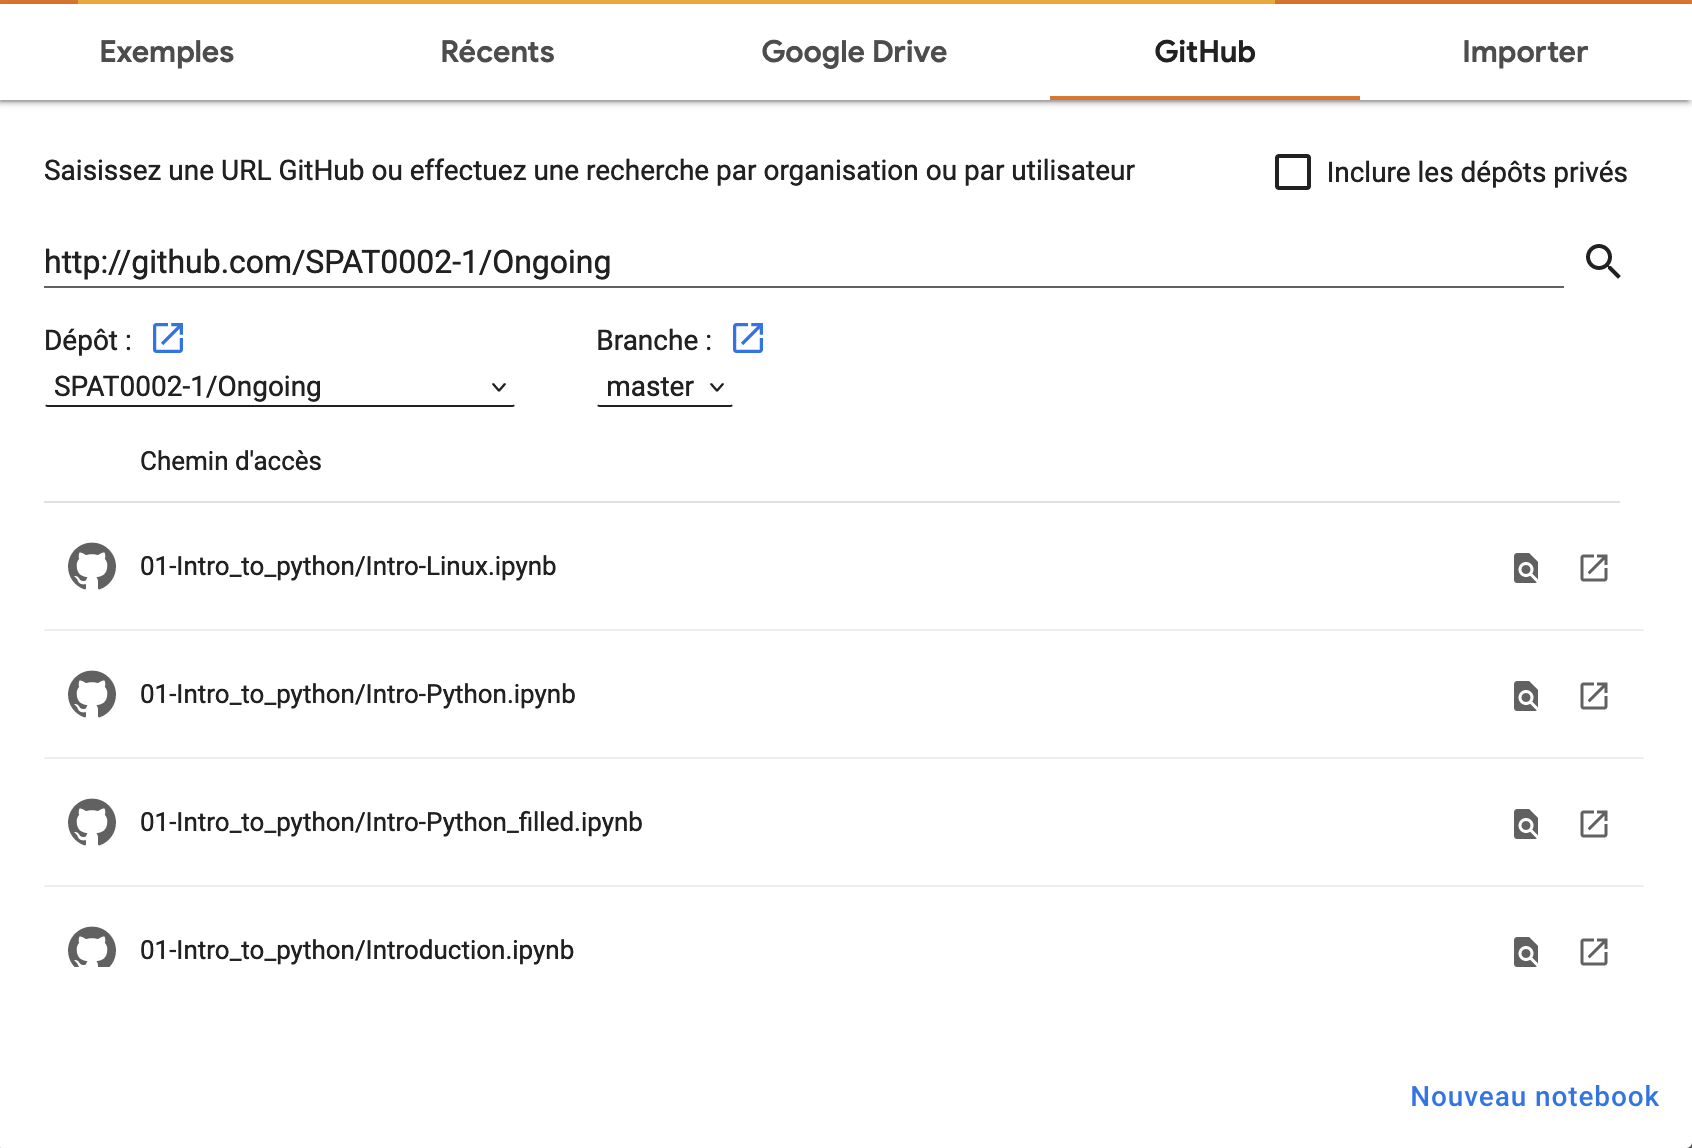 Exemples Récents Google Drive GitHub Importer
Saisissez une URL GitHub ou effectuez une recherche par organisation ou par utilisateur Inclure les dépôts privés
http://github.com/SPAT0002-1/Ongoing
Dépôt : Branche :
SPAT0002-1/Ongoing master
Chemin d'accès
01-Intro_to_python/Intro-Linux.ipynb
01-Intro_to_python/Intro-Python.ipynb
01-Intro_to_python/Intro-Python_filled.ipynb
01-Intro_to_python/Introduction.ipynb
Nouveau notebook